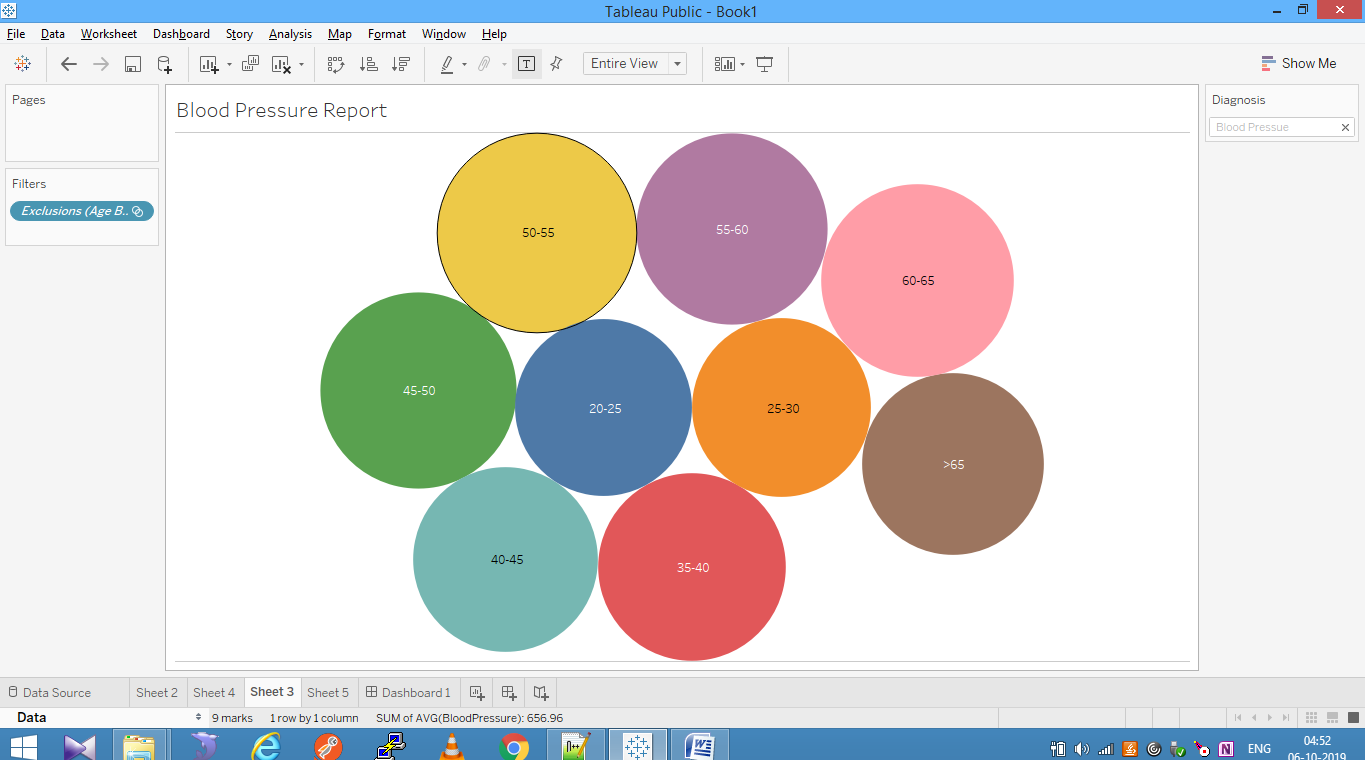 Tableau Public - Book1
File Data Worksheet Dashboard Story Analysis Map Format Window Help
Entire View
Show Me
Pages
Filters
Exclusions (Age B..
Blood Pressure Report
50-55
55-60
60-65
45-50
20-25
25-30
>65
40-45
35-40
Diagnosis
Blood Pressue
Data Source Sheet 2 Sheet 4 Sheet 3 Sheet 5 Dashboard 1
Data 9 marks 1 row by 1 column SUM of AVG(BloodPressure): 656.96
ENG
04:52
06-10-2019